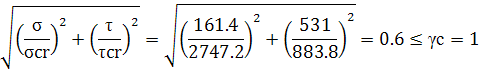 √((σ/σcr)² + (τ/τcr)²) = √((161.4/2747.2)² + (531/883.8)²) = 0.6 ≤ γc = 1